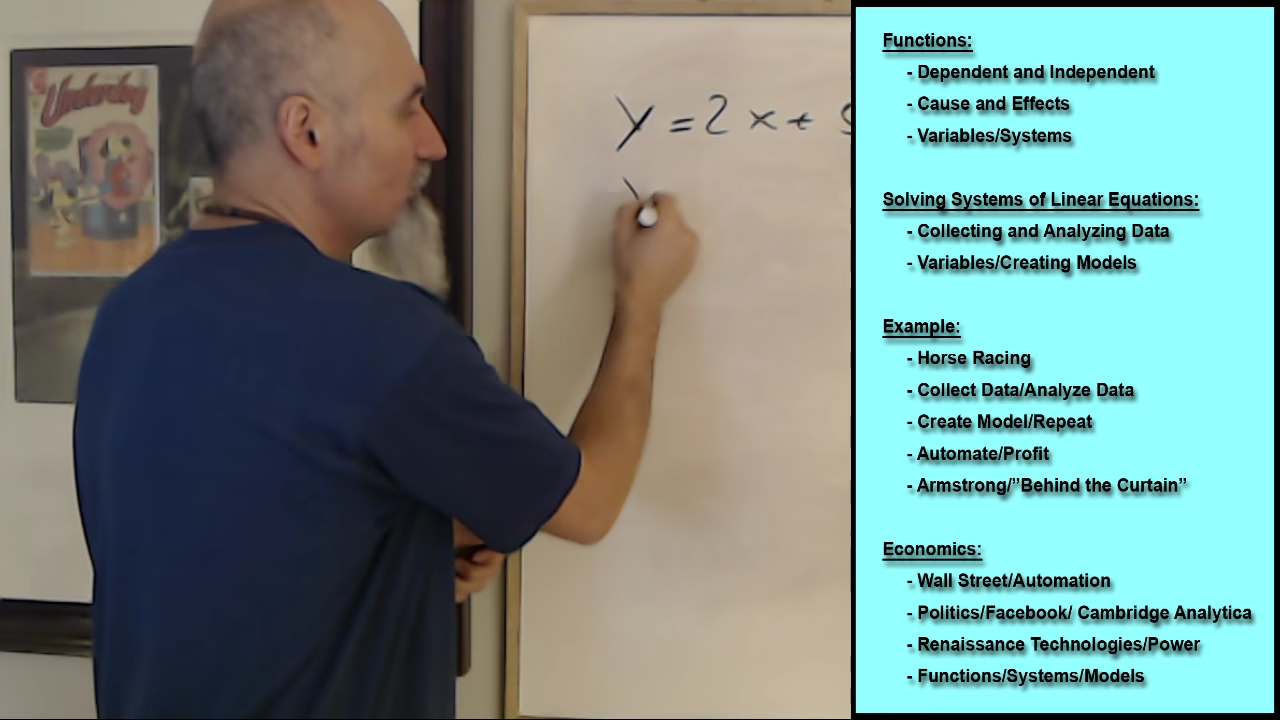 Underdog
y = 2x +
Functions:
- Dependent and Independent
- Cause and Effects
- Variables/Systems
Solving Systems of Linear Equations:
- Collecting and Analyzing Data
- Variables/Creating Models
Example:
- Horse Racing
- Collect Data/Analyze Data
- Create Model/Repeat
- Automate/Profit
- Armstrong/”Behind the Curtain”
Economics:
- Wall Street/Automation
- Politics/Facebook/ Cambridge Analytica
- Renaissance Technologies/Power
- Functions/Systems/Models